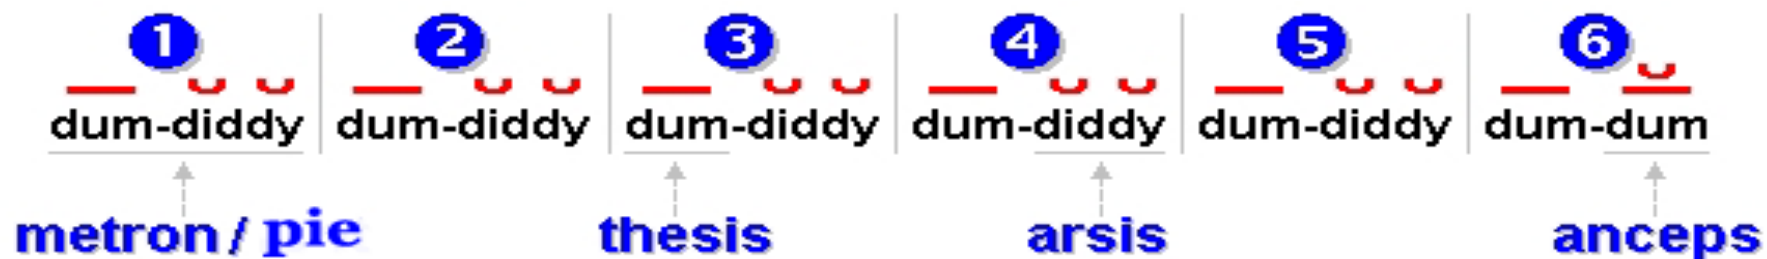 1 2 3 4 5 6
dum-diddy dum-diddy dum-diddy dum-diddy dum-diddy dum-dum
metron / pie thesis arsis anceps